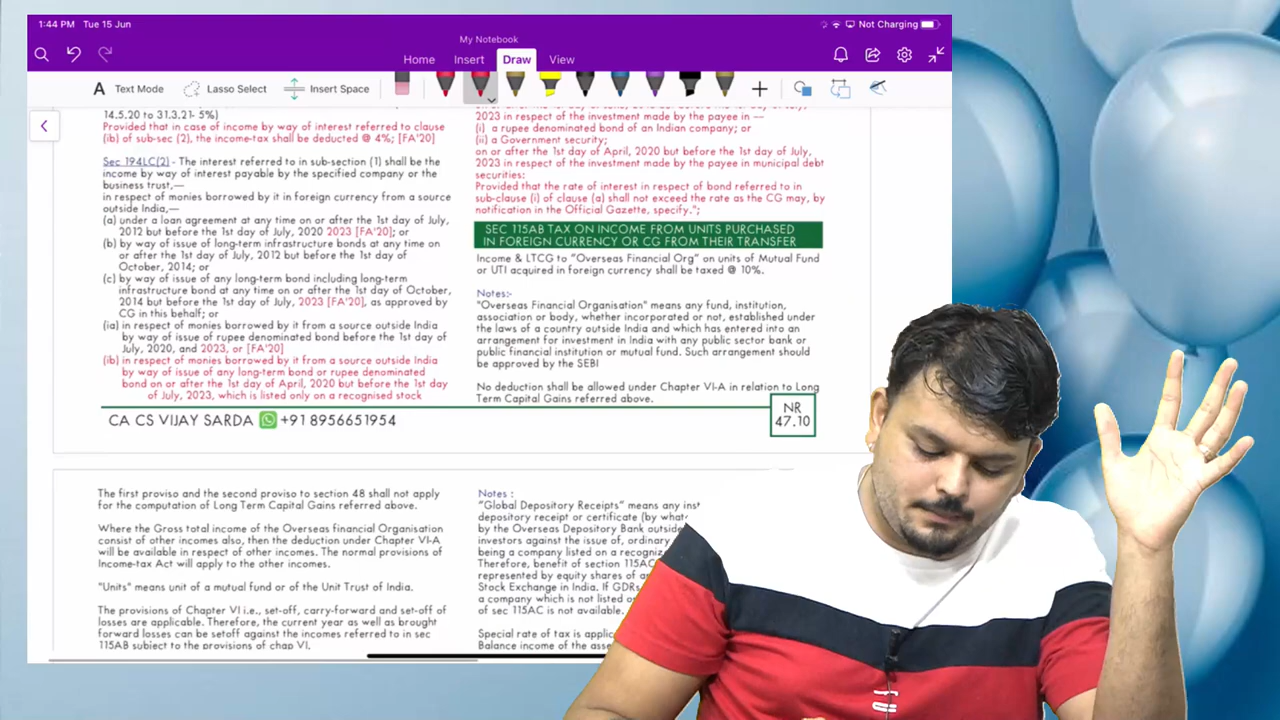 1:44 PM Tue 15 Jun
Not Charging
My Notebook
Home Insert Draw View
Text Mode
Lasso Select
Insert Space
14.5.20 to 31.3.21- 5%)
Provided that in case of income by way of interest referred to clause
(ib) of sub-sec (2), the income-tax shall be deducted @ 4%; [FA'20]
Sec 194LC(2) - The interest referred to in sub-section (1) shall be the
income by way of interest payable by the specified company or the
business trust,—
in respect of monies borrowed by it in foreign currency from a source
outside India,—
(a) under a loan agreement at any time on or after the 1st day of July,
2012 but before the 1st day of July, 2020 2023 [FA'20]; or
(b) by way of issue of long-term infrastructure bonds at any time on
or after the 1st day of July, 2012 but before the 1st day of
October, 2014; or
(c) by way of issue of any long-term bond including long-term
infrastructure bond at any time on or after the 1st day of October,
2014 but before the 1st day of July, 2023 [FA'20], as approved by
CG in this behalf; or
(ia) in respect of monies borrowed by it from a source outside India
by way of issue of rupee denominated bond before the 1st day of
July, 2020, and 2023, or [FA'20]
(ib) in respect of monies borrowed by it from a source outside India
by way of issue of any long-term bond or rupee denominated
bond on or after the 1st day of April, 2020 but before the 1st day
of July, 2023, which is listed only on a recognised stock
2023 in respect of the investment made by the payee in —
(i) a rupee denominated bond of an Indian company; or
(ii) a Government security;
on or after the 1st day of April, 2020 but before the 1st day of July,
2023 in respect of the investment made by the payee in municipal debt
securities:
Provided that the rate of interest in respect of bond referred to in
sub-clause (i) of clause (a) shall not exceed the rate as the CG may, by
notification in the Official Gazette, specify.";
SEC 115AB TAX ON INCOME FROM UNITS PURCHASED
IN FOREIGN CURRENCY OR CG FROM THEIR TRANSFER
Income & LTCG to "Overseas Financial Org" on units of Mutual Fund
or UTI acquired in foreign currency shall be taxed @ 10%.
Notes:-
"Overseas Financial Organisation" means any fund, institution,
association or body, whether incorporated or not, established under
the laws of a country outside India and which has entered into an
arrangement for investment in India with any public sector bank or
public financial institution or mutual fund. Such arrangement should
be approved by the SEBI
No deduction shall be allowed under Chapter VI-A in relation to Long
Term Capital Gains referred above.
CA CS VIJAY SARDA +91 8956651954
NR
47.10
The first proviso and the second proviso to section 48 shall not apply
for the computation of Long Term Capital Gains referred above.
Where the Gross total income of the Overseas financial Organisation
consist of other incomes also, then the deduction under Chapter VI-A
will be available in respect of other incomes. The normal provisions of
Income-tax Act will apply to the other incomes.
"Units" means unit of a mutual fund or of the Unit Trust of India.
The provisions of Chapter VI i.e., set-off, carry-forward and set-off of
losses are applicable. Therefore, the current year as well as brought
forward losses can be setoff against the incomes referred to in sec
115AB subject to the provisions of chap VI.
Notes :
"Global Depository Receipts" means any
depository receipt or certificate (by
by the Overseas Depository Bank
investors against the issue of, ordinary
being a company listed on a
Therefore, benefit of section 115AC
represented by equity shares of
Stock Exchange in India. If GDRs
a company which is not listed
of sec 115AC is not available.
Special rate of tax is
Balance income of the